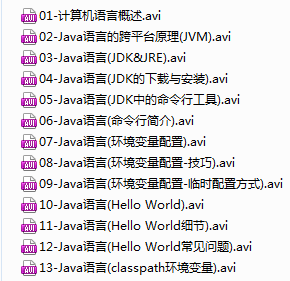 01-计算机语言概述.avi
02-Java语言的跨平台原理(JVM).avi
03-Java语言(JDK&JRE).avi
04-Java语言(JDK的下载与安装).avi
05-Java语言(JDK中的命令行工具).avi
06-Java语言(命令行简介).avi
07-Java语言(环境变量配置).avi
08-Java语言(环境变量配置-技巧).avi
09-Java语言(环境变量配置-临时配置方式).avi
10-Java语言(Hello World).avi
11-Java语言(Hello World细节).avi
12-Java语言(Hello World常见问题).avi
13-Java语言(classpath环境变量).avi